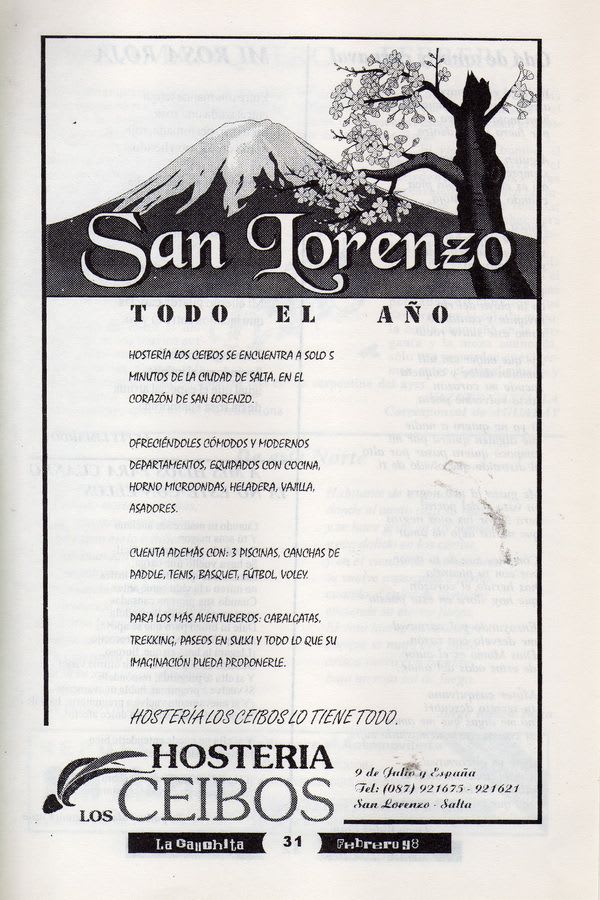 San Lorenzo
TODO EL AÑO
HOSTERÍA LOS CEIBOS SE ENCUENTRA A SOLO 5
MINUTOS DE LA CIUDAD DE SALTA, EN EL
CORAZÓN DE SAN LORENZO.
OFRECIÉNDOLES CÓMODOS Y MODERNOS
DEPARTAMENTOS, EQUIPADOS CON COCINA,
HORNO MICROONDAS, HELADERA, VAJILLA,
ASADORES.
CUENTA ADEMÁS CON: 3 PISCINAS, CANCHAS DE
PADDLE, TENIS, BASQUET, FÚTBOL, VOLEY.
PARA LOS MÁS AVENTUREROS: CABALGATAS,
TREKKING, PASEOS EN SULKI Y TODO LO QUE SU
IMAGINACIÓN PUEDA PROPONERLE.
HOSTERÍA LOS CEIBOS LO TIENE TODO.
HOSTERIA
LOS CEIBOS
9 de Julio y España
Tel: (087) 921675 - 921621
San Lorenzo - Salta
La Gauchita 31 Febrero 98